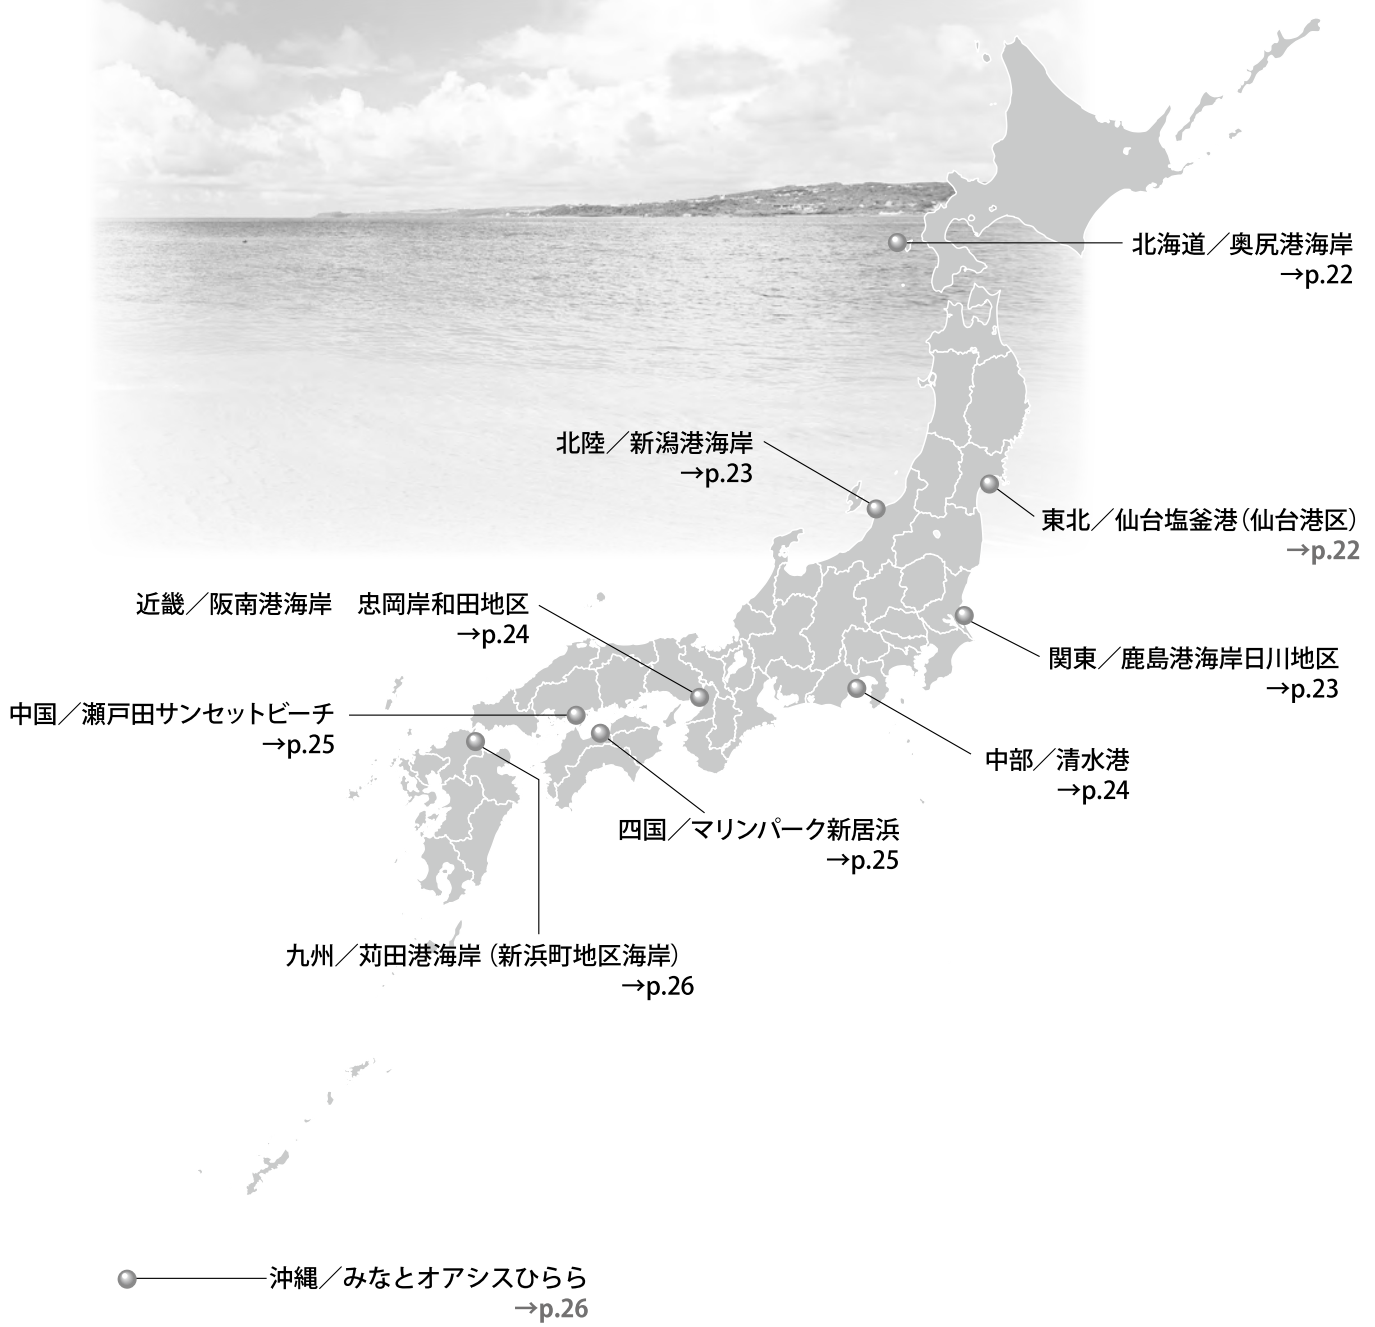 北海道／奥尻港海岸
→p.22
北陸／新潟港海岸
→p.23
東北／仙台塩釜港（仙台港区）
→p.22
近畿／阪南港海岸　忠岡岸和田地区
→p.24
関東／鹿島港海岸日川地区
→p.23
中国／瀬戸田サンセットビーチ
→p.25
中部／清水港
→p.24
四国／マリンパーク新居浜
→p.25
九州／苅田港海岸（新浜町地区海岸）
→p.26
沖縄／みなとオアシスひらら
→p.26